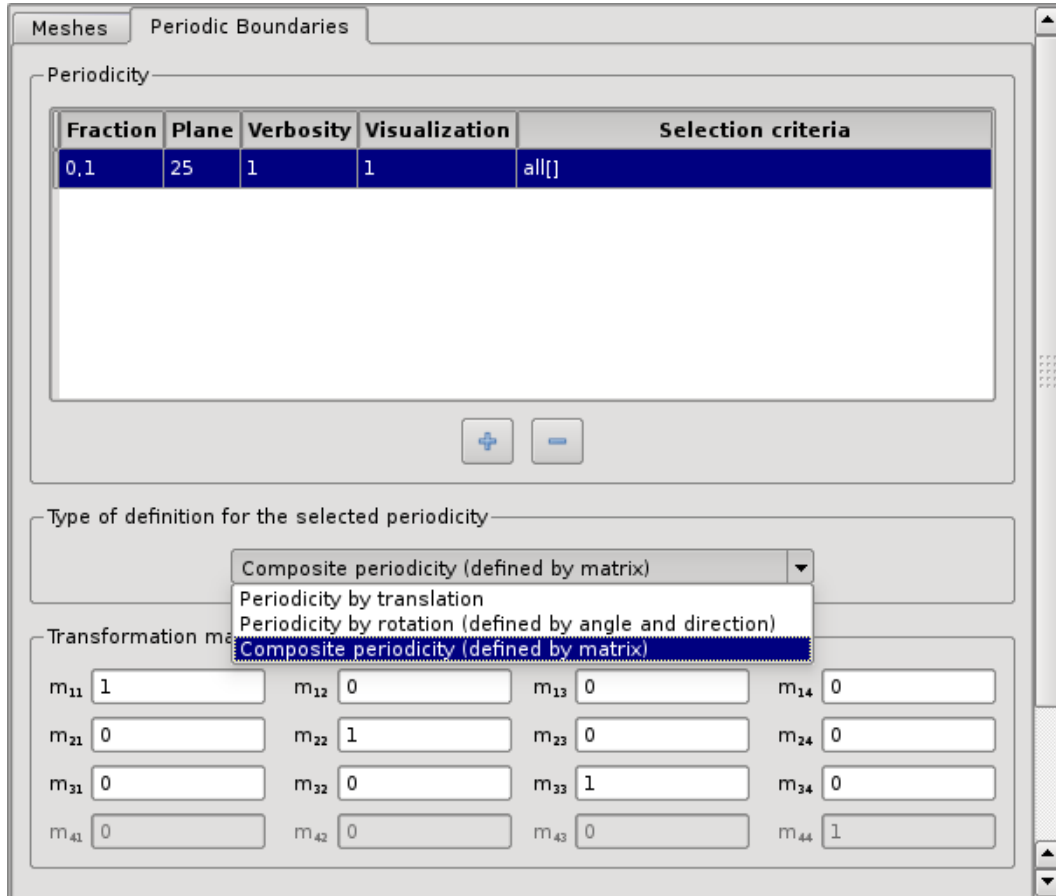 Meshes Periodic Boundaries
Periodicity
Fraction Plane Verbosity Visualization Selection criteria
0,1 25 1 1 all[]
Type of definition for the selected periodicity
Composite periodicity (defined by matrix)
Periodicity by translation
Periodicity by rotation (defined by angle and direction)
Composite periodicity (defined by matrix)
Transformation ma
m₁₁ 1 m₁₂ 0 m₁₃ 0 m₁₄ 0
m₂₁ 0 m₂₂ 1 m₂₃ 0 m₂₄ 0
m₃₁ 0 m₃₂ 0 m₃₃ 1 m₃₄ 0
m₄₁ 0 m₄₂ 0 m₄₃ 0 m₄₄ 1